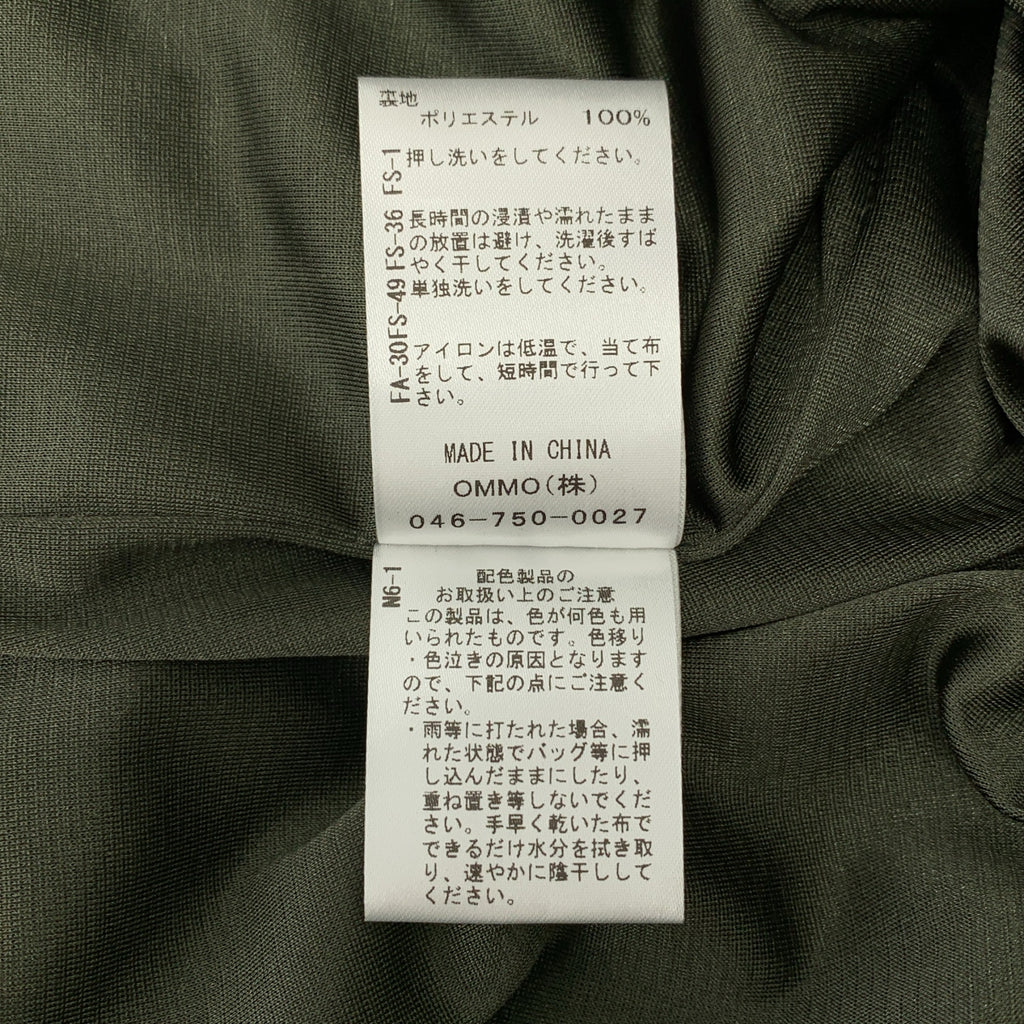 裏地
ポリエステル 100%
FS-1
押し洗いをしてください。
FS-36
長時間の浸漬や濡れたまま
の放置は避け、洗濯後すば
やく干してください。
FS-49
単独洗いをしてください。
FA-30
アイロンは低温で、当て布
をして、短時間で行って下
さい。
MADE IN CHINA
OMMO(株)
046-750-0027
N6-1
配色製品の
お取扱い上のご注意
この製品は、色が何色も用
いられたものです。色移り
・色泣きの原因となります
ので、下記の点にご注意く
ださい。
・雨等に打たれた場合、濡
れた状態でバッグ等に押
し込んだままにしたり、
重ね置き等しないでくだ
さい。手早く乾いた布で
できるだけ水分を拭き取
り、速やかに陰干しして
ください。